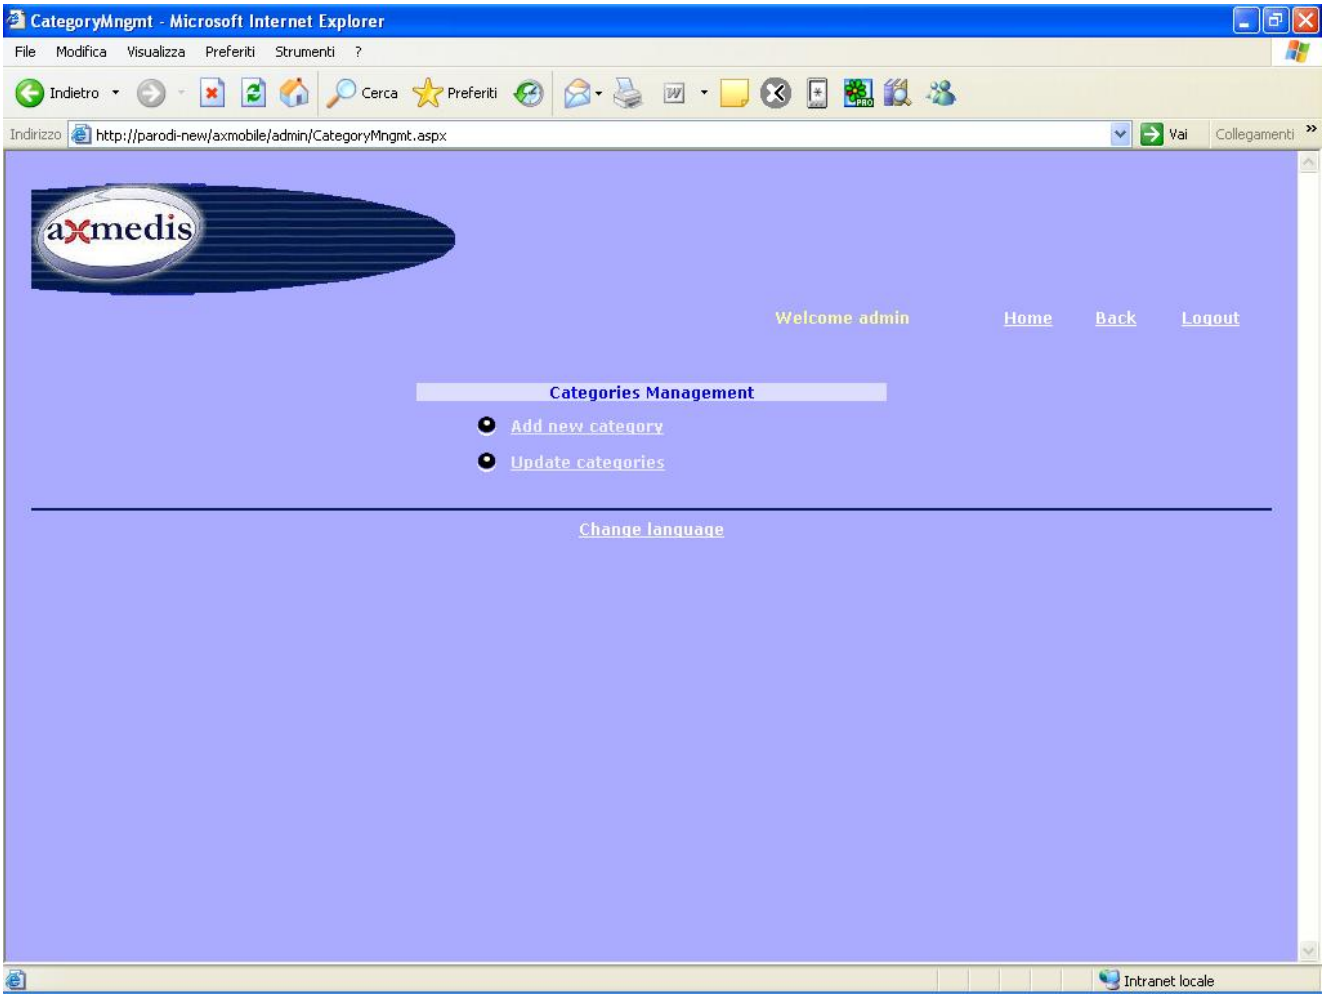 CategoryMngmt - Microsoft Internet Explorer
File Modifica Visualizza Preferiti Strumenti ?
Indietro Cerca Preferiti W PRO
Indirizzo http://parodi-new/axmobile/admin/CategoryMngmt.aspx Vai Collegamenti »
axmedis
Welcome admin Home Back Logout
Categories Management
Add new category
Update categories
Change language
Intranet locale